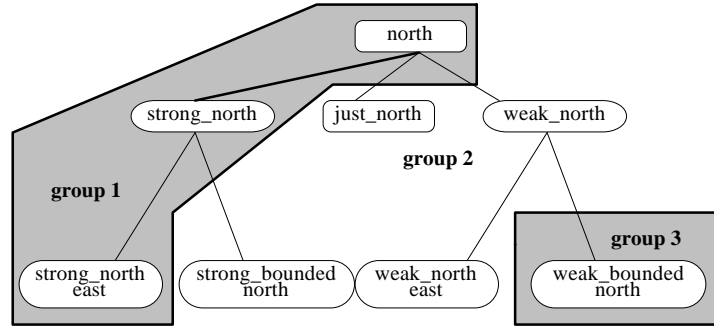 north
strong_north
just_north
weak_north
group 2
group 1
group 3
strong_north
east
strong_bounded
north
weak_north
east
weak_bounded
north